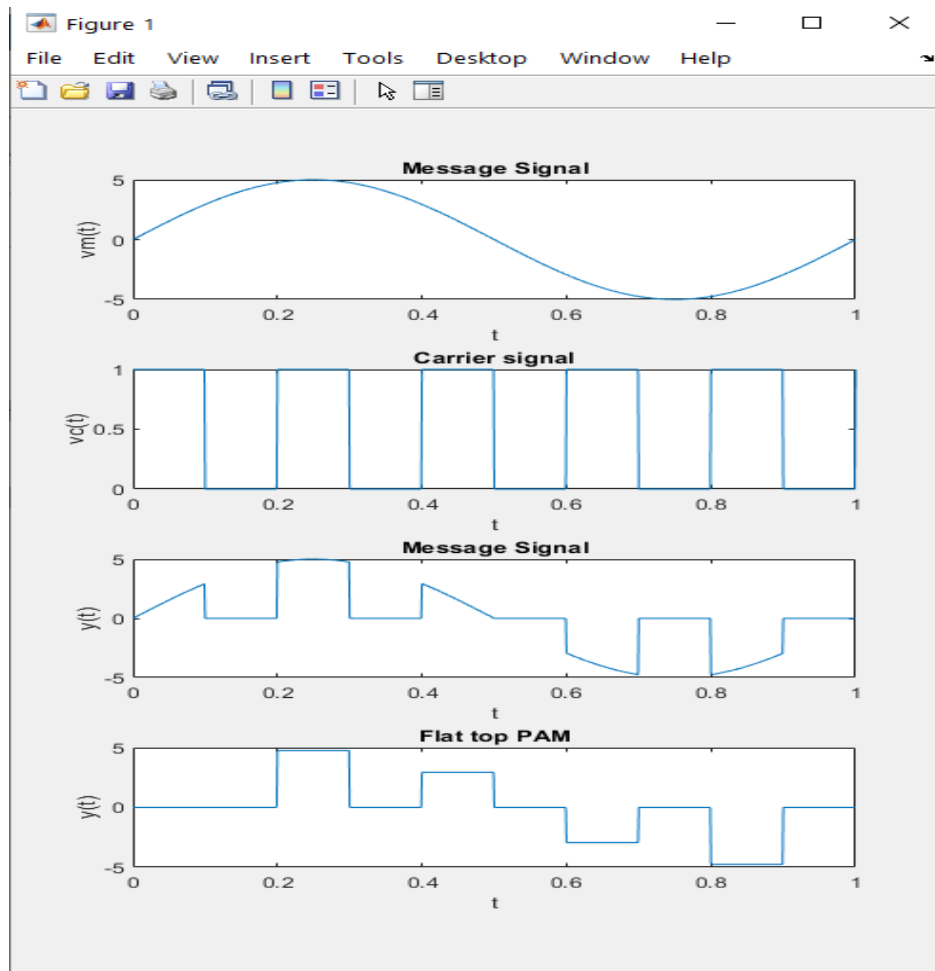 Figure 1
File Edit View Insert Tools Desktop Window Help
Message Signal
5
0
-5
vm(t)
0 0.2 0.4 0.6 0.8 1
t
Carrier signal
1
0.5
0
vc(t)
0 0.2 0.4 0.6 0.8 1
t
Message Signal
5
0
-5
y(t)
0 0.2 0.4 0.6 0.8 1
t
Flat top PAM
5
0
-5
y(t)
0 0.2 0.4 0.6 0.8 1
t